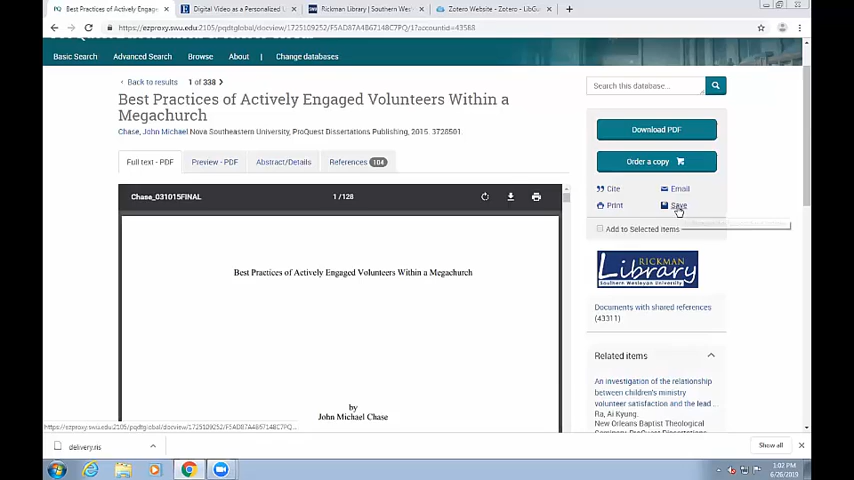 Best Practices of Actively Enga
Digital Video as a Personalized L
Rickman Library | Southern Wes
Zotero Website - Zotero - LibGu
https://ezproxy.swu.edu:2105/pqdtglobal/docview/1725109252/F5AD87A4867148C7PQ/1?accountid=43588
Basic Search Advanced Search Browse About | Change databases
Back to results 1 of 338
Search this database...
Best Practices of Actively Engaged Volunteers Within a
Megachurch
Chase, John Michael Nova Southeastern University, ProQuest Dissertations Publishing, 2015. 3728501.
Full text - PDF Preview - PDF Abstract/Details References 104
Download PDF
Order a copy
Cite Email
Print Save
Add to Selected items
Chase_031015FINAL 1 / 128
Best Practices of Actively Engaged Volunteers Within a Megachurch
by
John Michael Chase
RICKMAN
Library
Southern Wesleyan University
Documents with shared references
(43311)
Related items
An investigation of the relationship
between children's ministry
volunteer satisfaction and the lead ...
Ra, Ai Kyung.
New Orleans Baptist Theological
delivery.ris
Show all
1:02 PM
6/26/2019